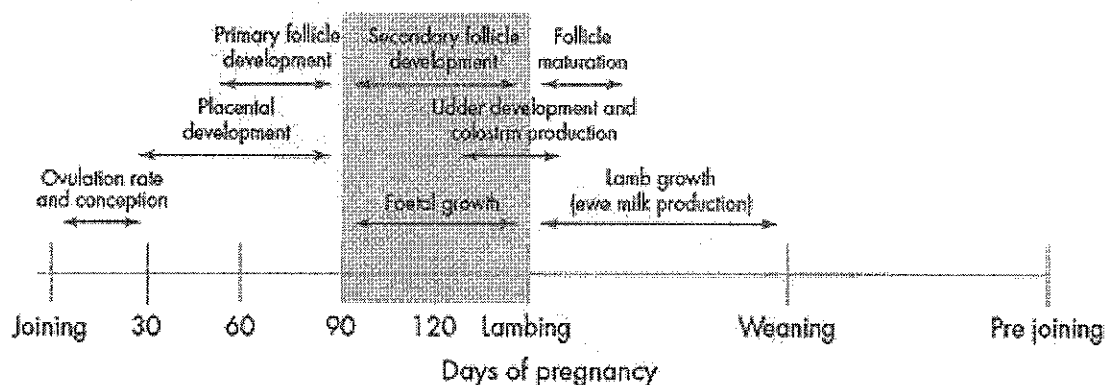 Primary follicle
development
Secondary follicle
development
Follicle
maturation
Placental
development
Udder development and
colostrum production
Ovulation rate
and conception
Foetal growth
Lamb growth
(ewe milk production)
Joining 30 60 90 120 Lambing Weaning Pre joining
Days of pregnancy